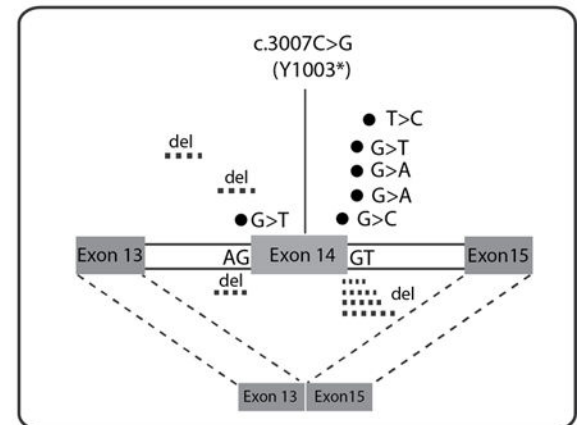 c.3007C>G
(Y1003*)
T>C
del
G>T
del
G>A
G>A
G>T
G>C
Exon 13
AG
Exon 14
GT
Exon15
del
del
Exon 13
Exon15